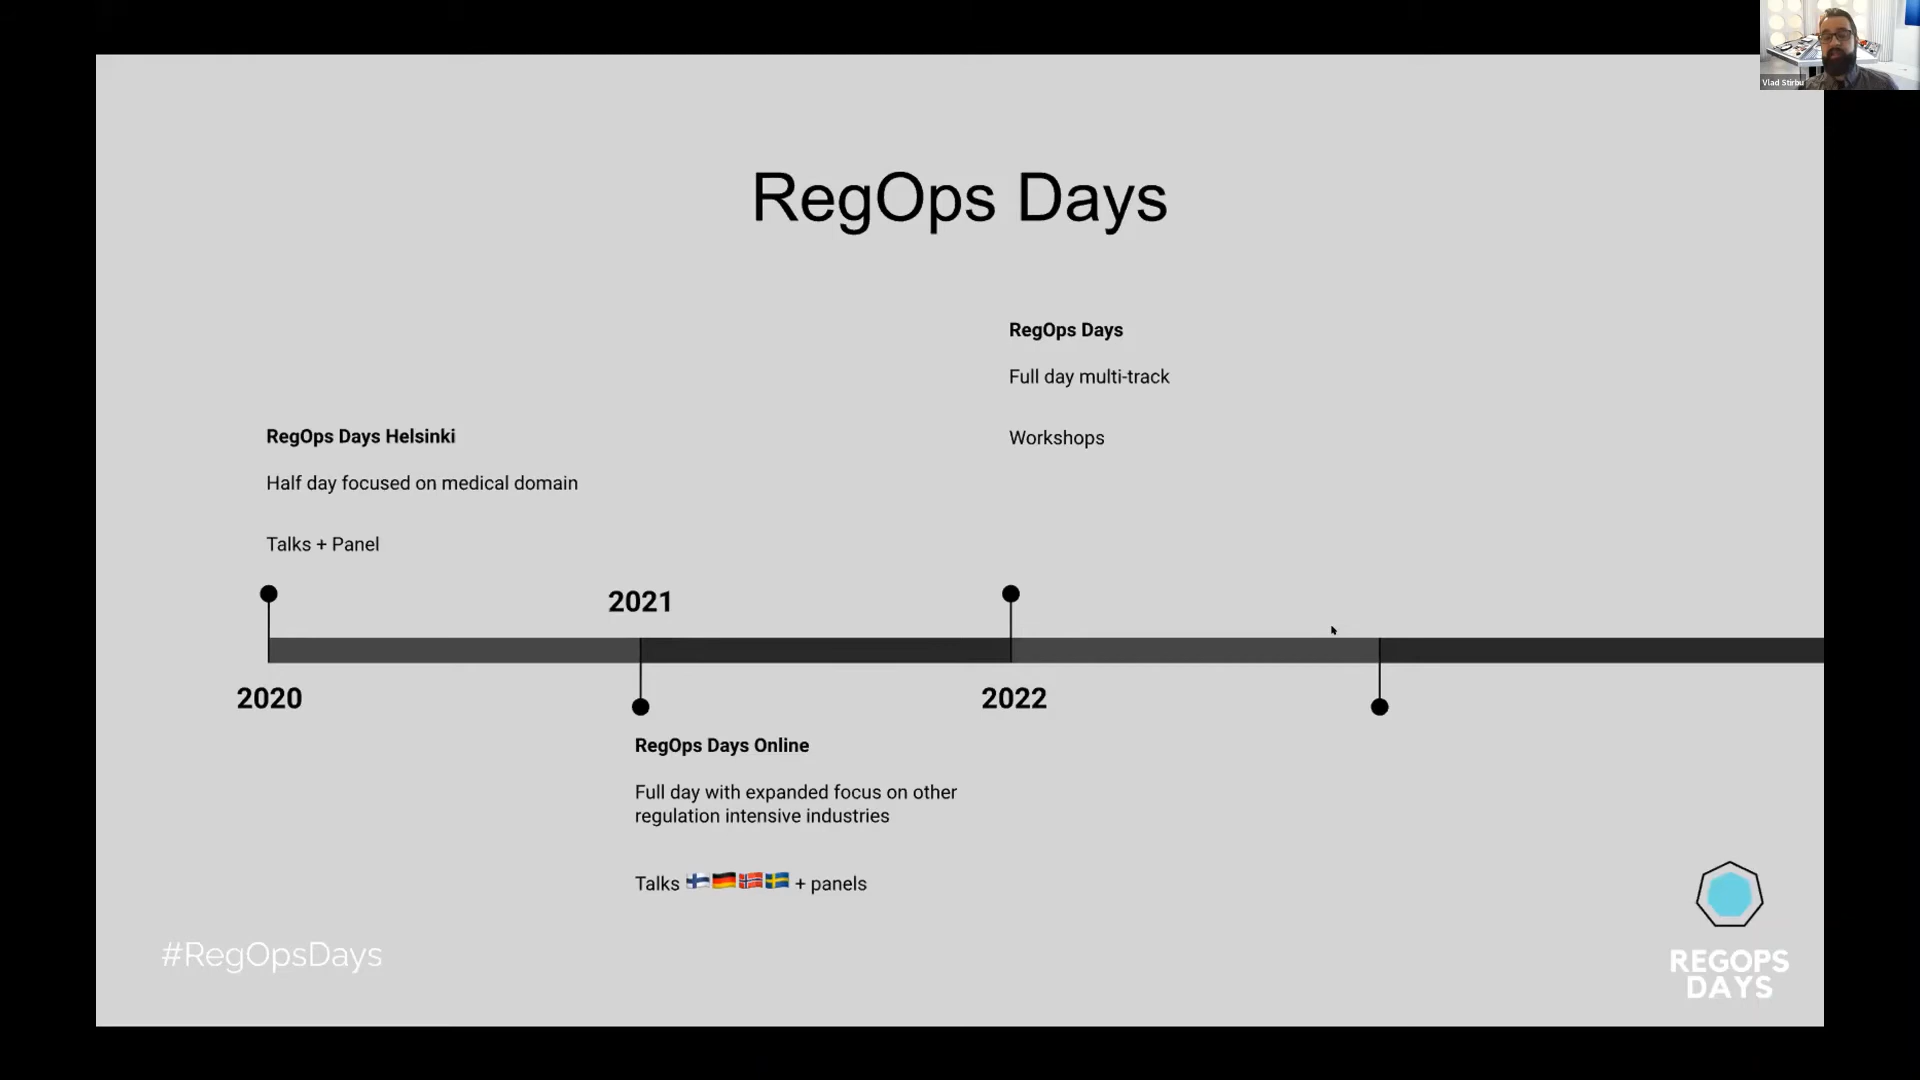 Vlad Stirbu
RegOps Days
RegOps Days
Full day multi-track
Workshops
RegOps Days Helsinki
Half day focused on medical domain
Talks + Panel
2021
2020
2022
RegOps Days Online
Full day with expanded focus on other
regulation intensive industries
Talks 🇫🇮🇩🇪🇳🇴🇸🇪 + panels
#RegOpsDays
REGOPS
DAYS